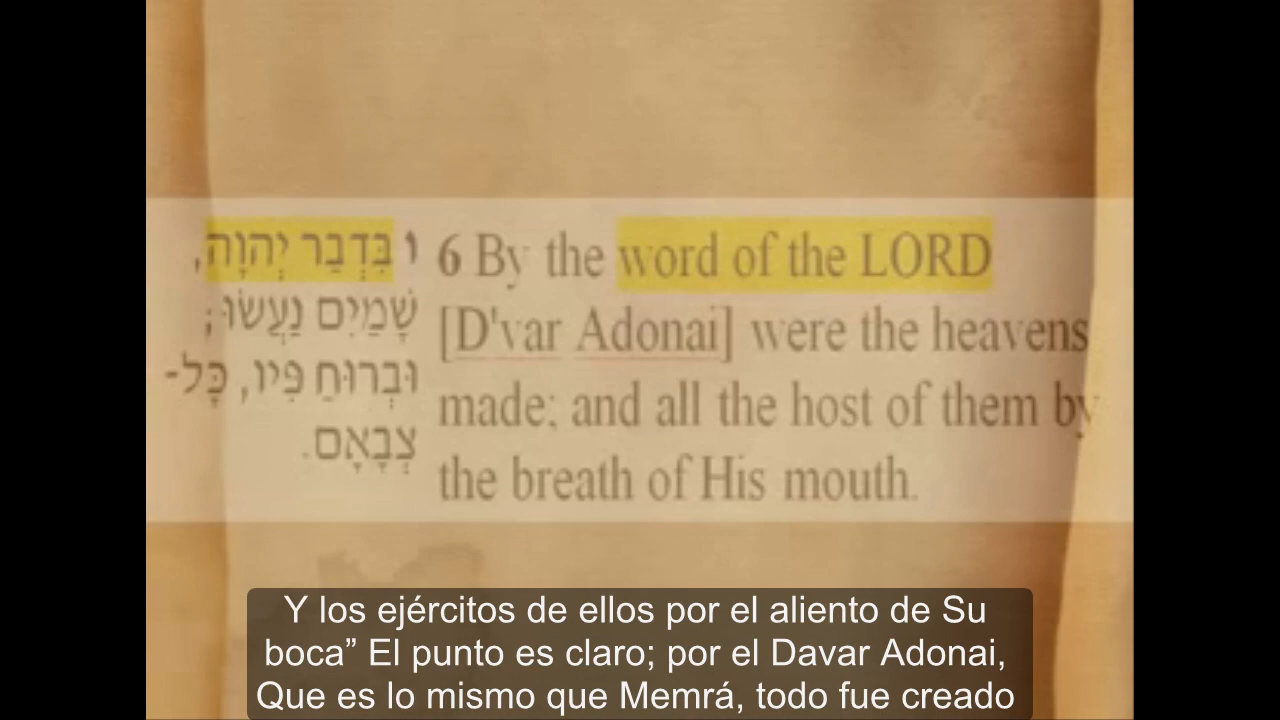 ו בִּדְבַר יְהוָה,
שָׁמַיִם נַעֲשׂוּ;
וּבְרוּחַ פִּיו, כָּל-
צְבָאָם.
6 By the word of the LORD
[D'var Adonai] were the heavens
made; and all the host of them by
the breath of His mouth.
Y los ejércitos de ellos por el aliento de Su
boca” El punto es claro; por el Davar Adonai,
Que es lo mismo que Memrá, todo fue creado